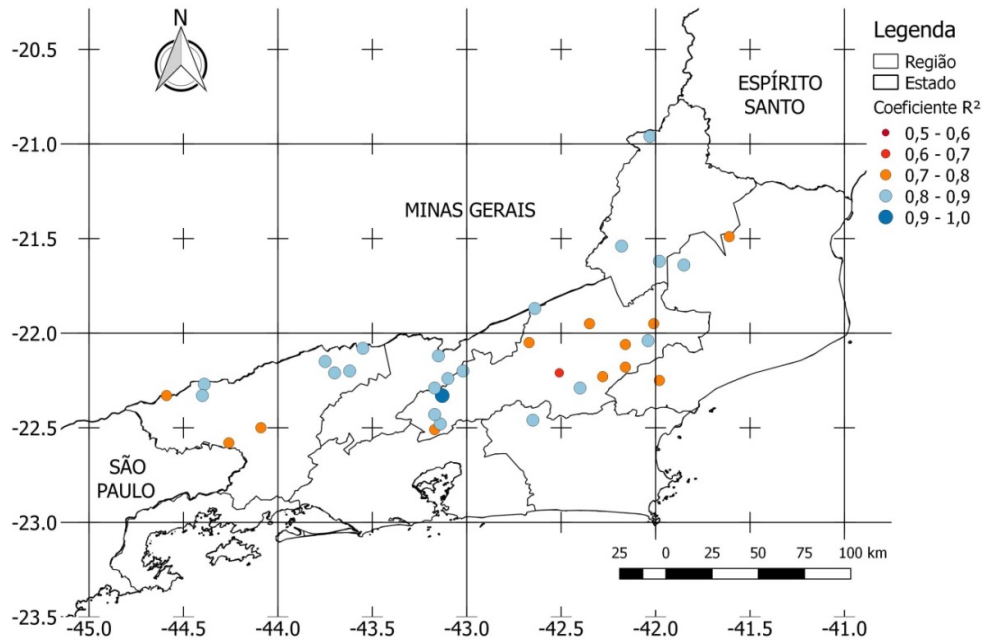 N
-20.5
-21.0
-21.5
-22.0
-22.5
-23.0
-23.5
-45.0
-44.5
-44.0
-43.5
-43.0
-42.5
-42.0
-41.5
-41.0
ESPÍRITO
SANTO
MINAS GERAIS
SÃO
PAULO
25 0 25 50 75 100 km
Legenda
Região
Estado
Coeficiente R²
0,5 - 0,6
0,6 - 0,7
0,7 - 0,8
0,8 - 0,9
0,9 - 1,0